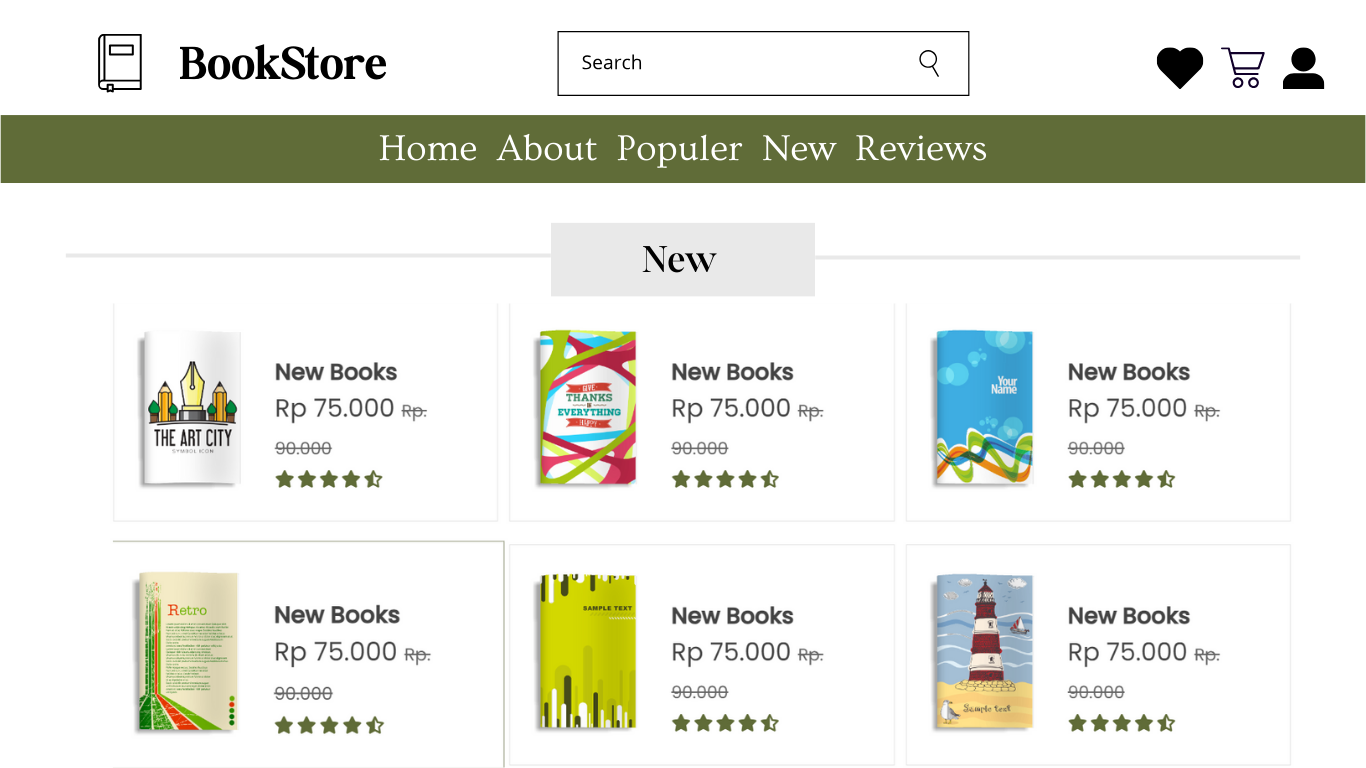 BookStore
Search
Home About Populer New Reviews
New
THE ART CITY
SYMBOL ICON
New Books
Rp 75.000 Rp.
90.000
GIVE
THANKS
EVERYTHING
New Books
Rp 75.000 Rp.
90.000
Your
Name
New Books
Rp 75.000 Rp.
90.000
Retro
New Books
Rp 75.000 Rp.
90.000
SAMPLE TEXT
New Books
Rp 75.000 Rp.
90.000
Sample text
New Books
Rp 75.000 Rp.
90.000